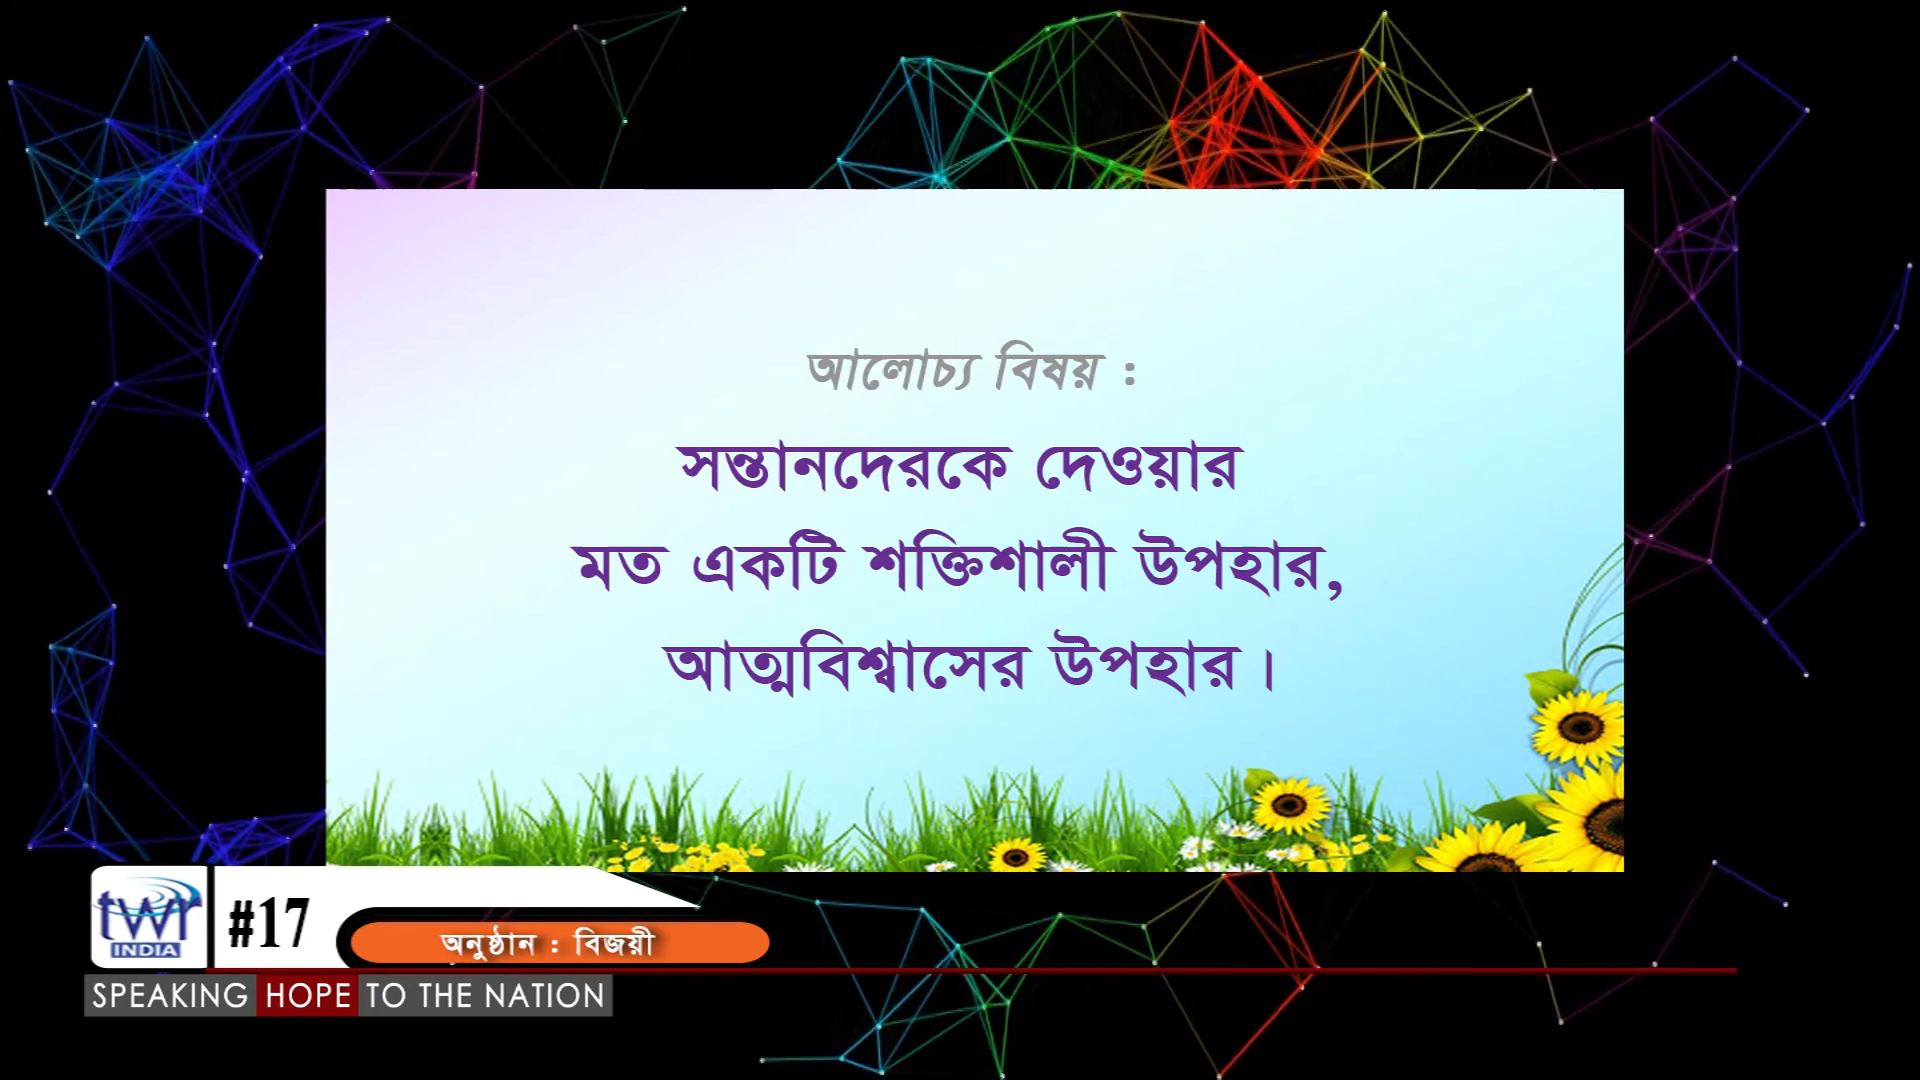 আলোচ্য বিষয় :
সন্তানদেরকে দেওয়ার
মত একটি শক্তিশালী উপহার,
আত্মবিশ্বাসের উপহার।
twr
INDIA
#17
অনুষ্ঠান : বিজয়ী
SPEAKING HOPE TO THE NATION